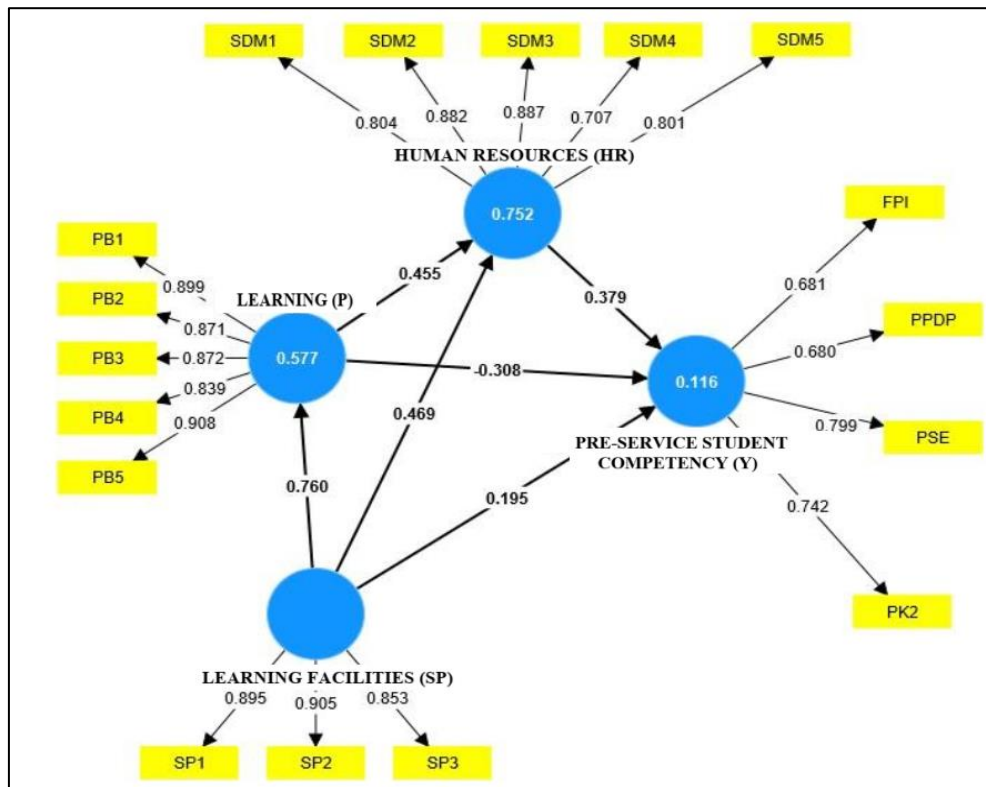 SDM1
SDM2
SDM3
SDM4
SDM5
0.804
0.882
0.887
0.707
0.801
HUMAN RESOURCES (HR)
0.752
FPI
PB1
PB2
PB3
PB4
PB5
0.899
0.871
0.872
0.839
0.908
LEARNING (P)
0.577
0.455
0.379
0.681
PPDP
0.680
-0.308
0.116
0.469
PRE-SERVICE STUDENT
COMPETENCY (Y)
0.799
PSE
0.760
0.195
0.742
PK2
LEARNING FACILITIES (SP)
0.895
0.905
0.853
SP1
SP2
SP3